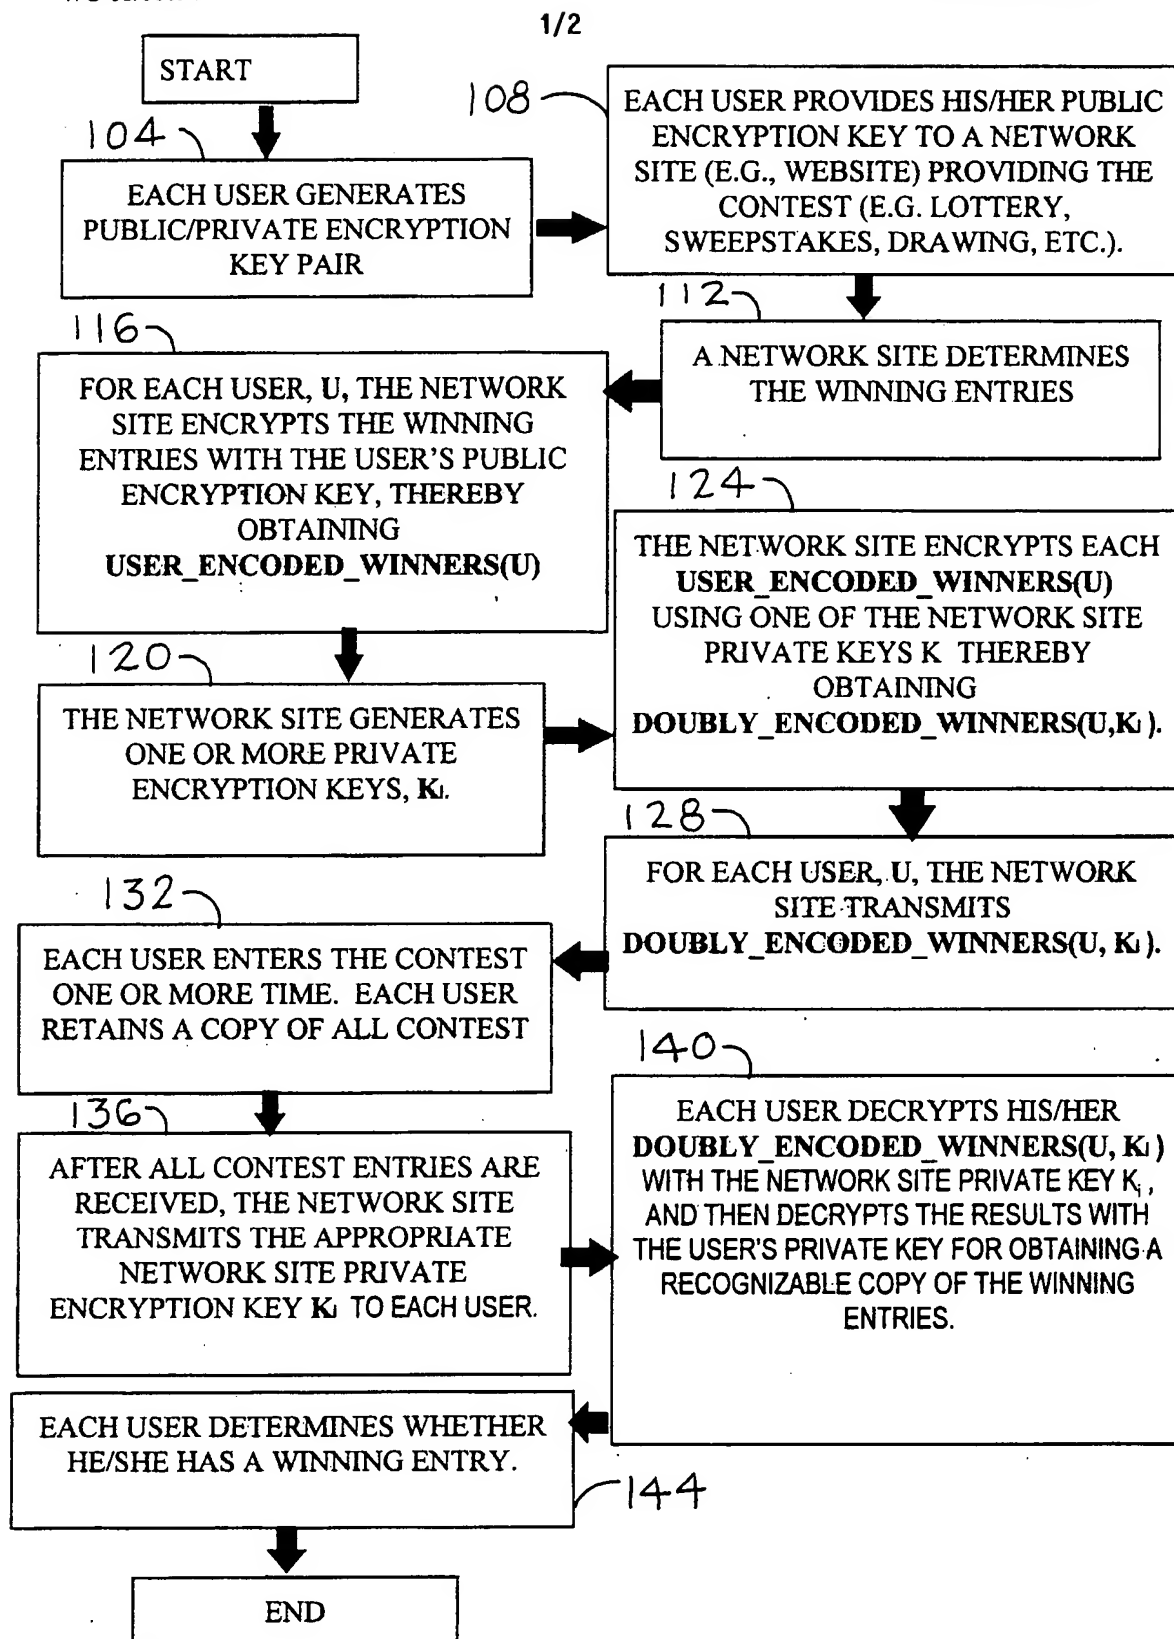 1/2
START
104
EACH USER GENERATES
PUBLIC/PRIVATE ENCRYPTION
KEY PAIR
108
EACH USER PROVIDES HIS/HER PUBLIC
ENCRYPTION KEY TO A NETWORK
SITE (E.G., WEBSITE) PROVIDING THE
CONTEST (E.G. LOTTERY,
SWEEPSTAKES, DRAWING, ETC.).
112
A NETWORK SITE DETERMINES
THE WINNING ENTRIES
116
FOR EACH USER, U, THE NETWORK
SITE ENCRYPTS THE WINNING
ENTRIES WITH THE USER'S PUBLIC
ENCRYPTION KEY, THEREBY
OBTAINING
USER_ENCODED_WINNERS(U)
120
THE NETWORK SITE GENERATES
ONE OR MORE PRIVATE
ENCRYPTION KEYS, Ki.
124
THE NETWORK SITE ENCRYPTS EACH
USER_ENCODED_WINNERS(U)
USING ONE OF THE NETWORK SITE
PRIVATE KEYS K THEREBY
OBTAINING
DOUBLY_ENCODED_WINNERS(U,Ki ).
128
FOR EACH USER, U, THE NETWORK
SITE TRANSMITS
DOUBLY_ENCODED_WINNERS(U, Ki ).
132
EACH USER ENTERS THE CONTEST
ONE OR MORE TIME. EACH USER
RETAINS A COPY OF ALL CONTEST
136
AFTER ALL CONTEST ENTRIES ARE
RECEIVED, THE NETWORK SITE
TRANSMITS THE APPROPRIATE
NETWORK SITE PRIVATE
ENCRYPTION KEY Ki TO EACH USER.
140
EACH USER DECRYPTS HIS/HER
DOUBLY_ENCODED_WINNERS(U, Ki )
WITH THE NETWORK SITE PRIVATE KEY Ki ,
AND THEN DECRYPTS THE RESULTS WITH
THE USER'S PRIVATE KEY FOR OBTAINING A
RECOGNIZABLE COPY OF THE WINNING
ENTRIES.
EACH USER DETERMINES WHETHER
HE/SHE HAS A WINNING ENTRY.
144
END